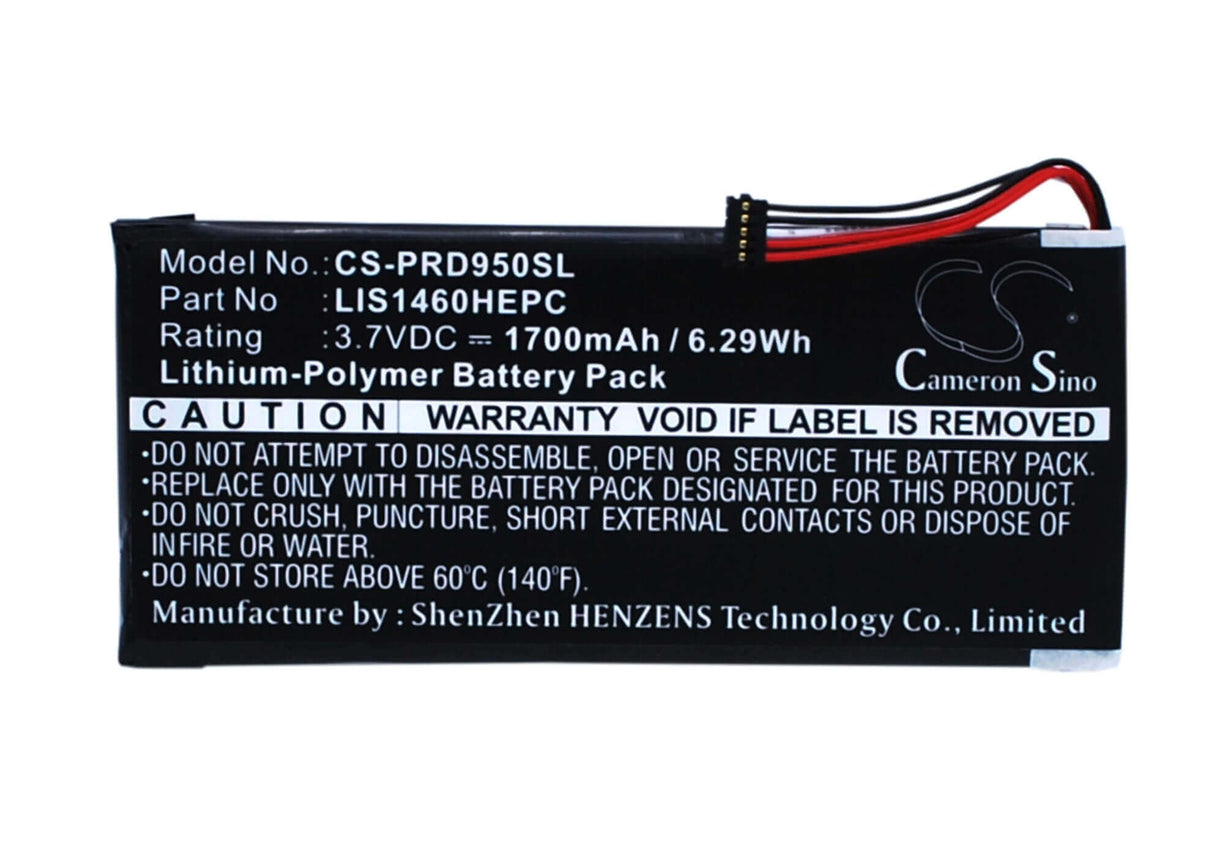 Model No.: CS-PRD950SL
Part No : LIS1460HEPC
Rating : 3.7VDC ⎓ 1700mAh / 6.29Wh
Lithium-Polymer Battery Pack
CS
Cameron Sino
CAUTION WARRANTY VOID IF LABEL IS REMOVED
·DO NOT ATTEMPT TO DISASSEMBLE, OPEN OR SERVICE THE BATTERY PACK.
·REPLACE ONLY WITH THE BATTERY PACK DESIGNATED FOR THIS PRODUCT.
·DO NOT CRUSH, PUNCTURE, SHORT EXTERNAL CONTACTS OR DISPOSE OF
INFIRE OR WATER.
·DO NOT STORE ABOVE 60°C (140°F).
Manufacture by : ShenZhen HENZENS Technology Co., Limited